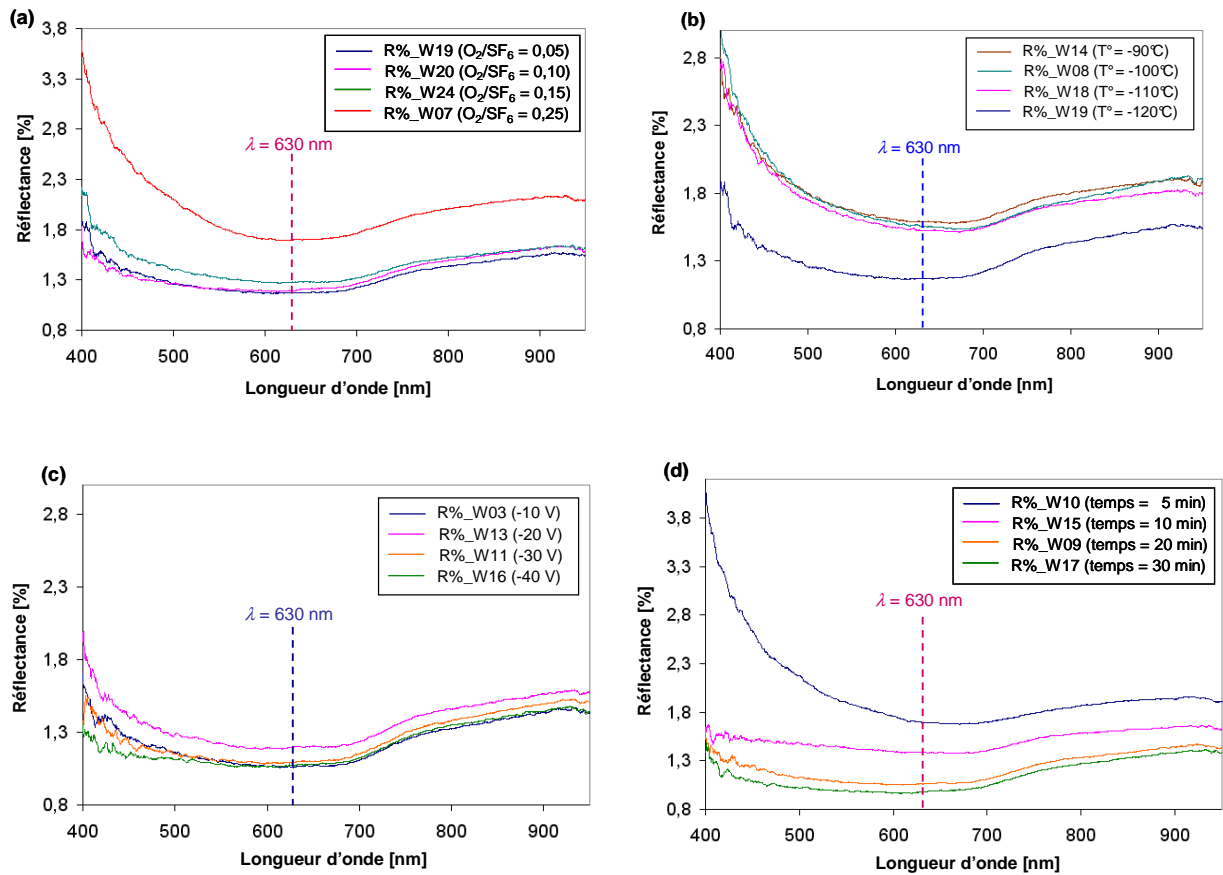 (a)
Réflectance [%]
3,8
3,3
2,8
2,3
1,8
1,3
0,8
R%_W19 (O₂/SF₆ = 0,05)
R%_W20 (O₂/SF₆ = 0,10)
R%_W24 (O₂/SF₆ = 0,15)
R%_W07 (O₂/SF₆ = 0,25)
λ = 630 nm
400 500 600 700 800 900
Longueur d'onde [nm]
(b)
Réflectance [%]
2,8
2,3
1,8
1,3
0,8
R%_W14 (T° = -90°C)
R%_W08 (T° = -100°C)
R%_W18 (T° = -110°C)
R%_W19 (T° = -120°C)
λ = 630 nm
400 500 600 700 800 900
Longueur d'onde [nm]
(c)
Réflectance [%]
2,8
2,3
1,8
1,3
0,8
R%_W03 (-10 V)
R%_W13 (-20 V)
R%_W11 (-30 V)
R%_W16 (-40 V)
λ = 630 nm
400 500 600 700 800 900
Longueur d'onde [nm]
(d)
Réflectance [%]
3,8
3,3
2,8
2,3
1,8
1,3
0,8
R%_W10 (temps = 5 min)
R%_W15 (temps = 10 min)
R%_W09 (temps = 20 min)
R%_W17 (temps = 30 min)
λ = 630 nm
400 500 600 700 800 900
Longueur d'onde [nm]